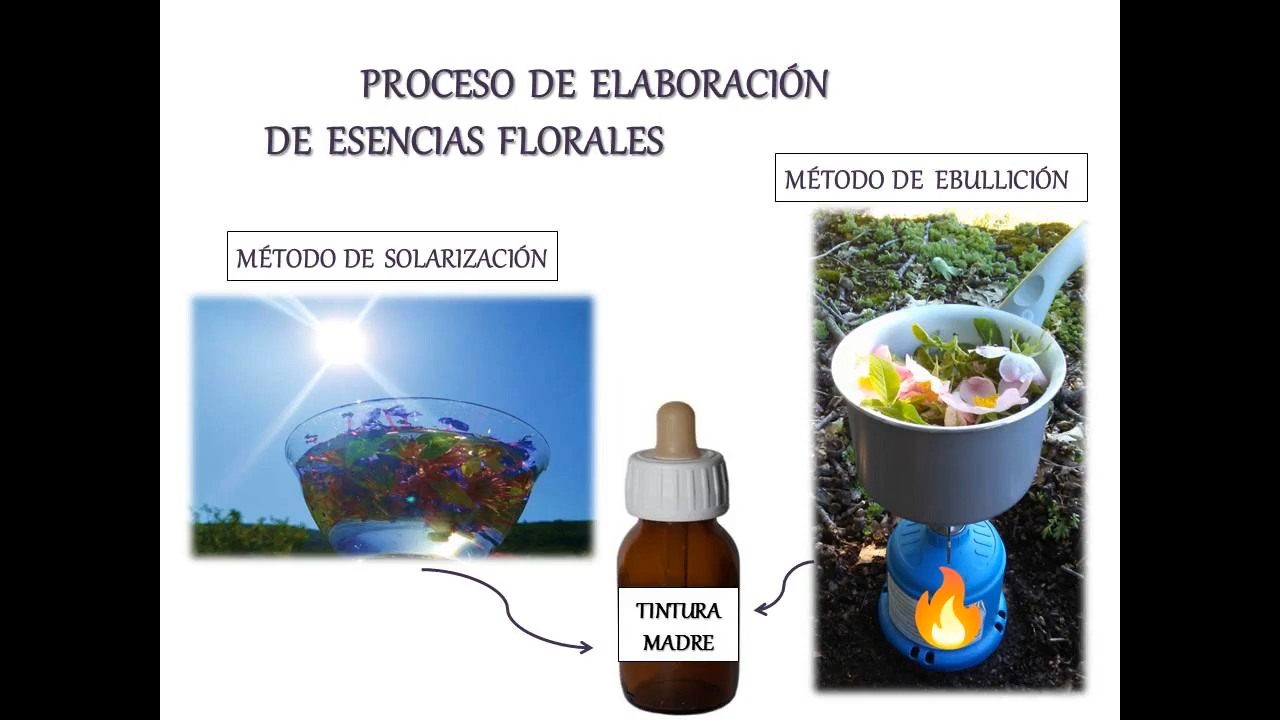 PROCESO DE ELABORACIÓN
DE ESENCIAS FLORALES
MÉTODO DE EBULLICIÓN
MÉTODO DE SOLARIZACIÓN
TINTURA
MADRE